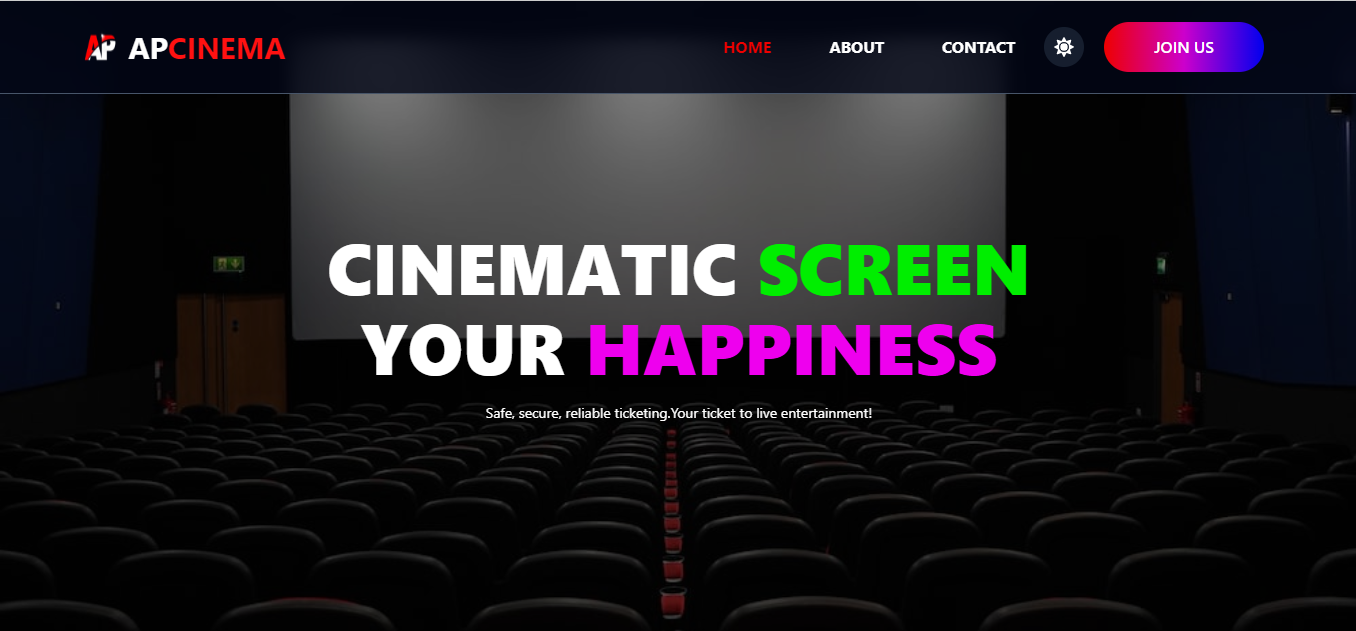 AP APCINEMA
HOME ABOUT CONTACT JOIN US
CINEMATIC SCREEN
YOUR HAPPINESS
Safe, secure, reliable ticketing.Your ticket to live entertainment!